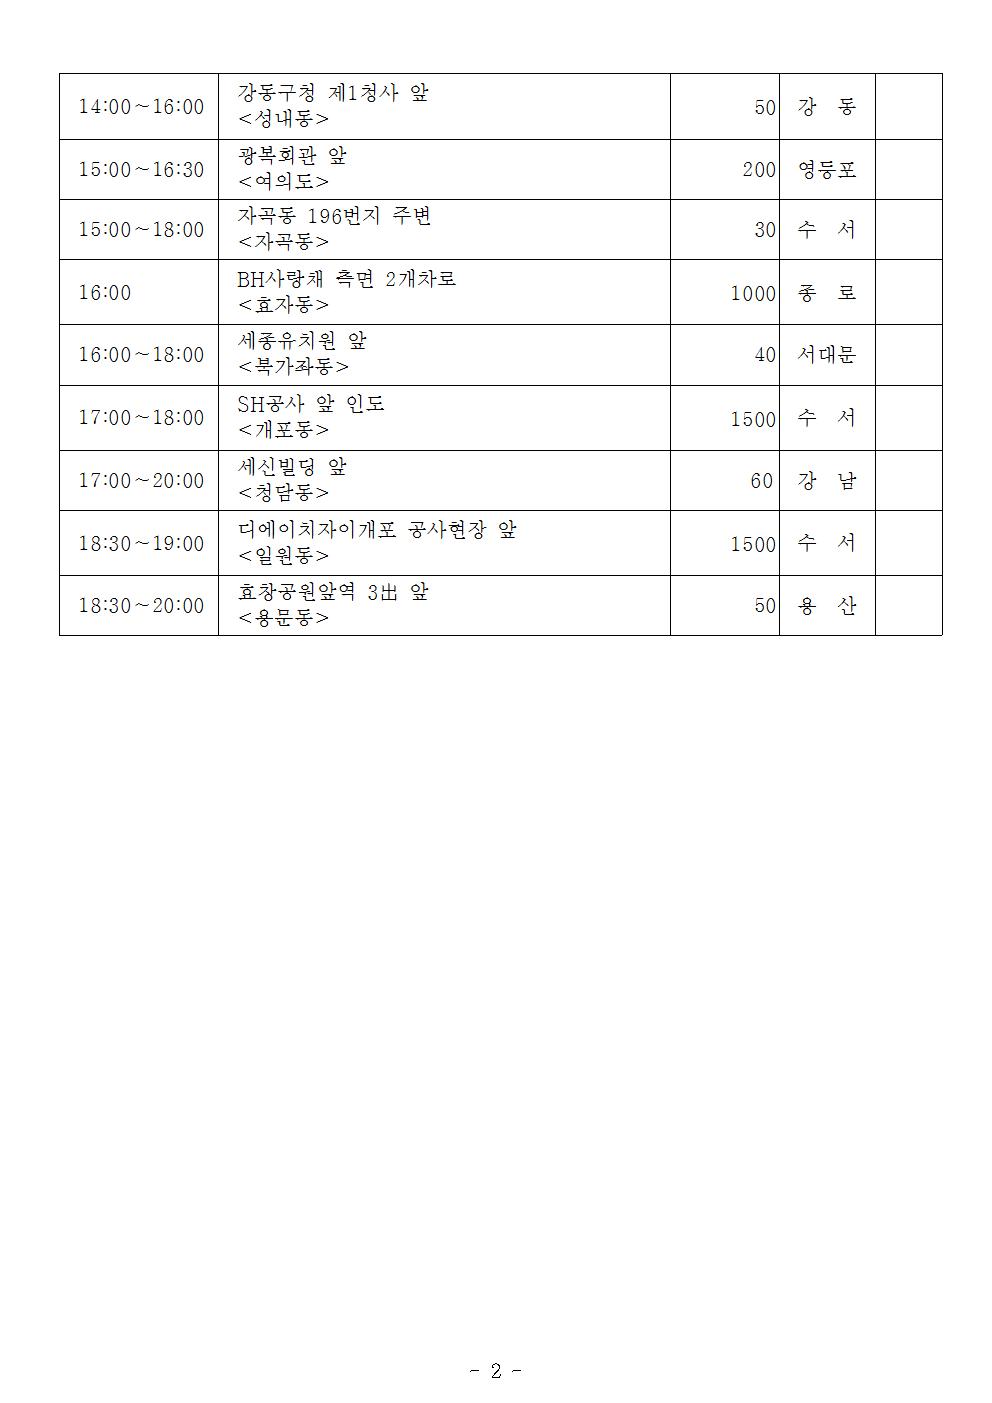 14:00～16:00 강동구청 제1청사 앞 50 강 동
<성내동>
15:00～16:30 광복회관 앞 200 영등포
<여의도>
15:00～18:00 자곡동 196번지 주변 30 수 서
<자곡동>
16:00 BH사랑채 측면 2개차로 1000 종 로
<효자동>
16:00～18:00 세종유치원 앞 40 서대문
<북가좌동>
17:00～18:00 SH공사 앞 인도 1500 수 서
<개포동>
17:00～20:00 세신빌딩 앞 60 강 남
<청담동>
18:30～19:00 디에이치자이개포 공사현장 앞 1500 수 서
<일원동>
18:30～20:00 효창공원앞역 3出 앞 50 용 산
<용문동>
- 2 -